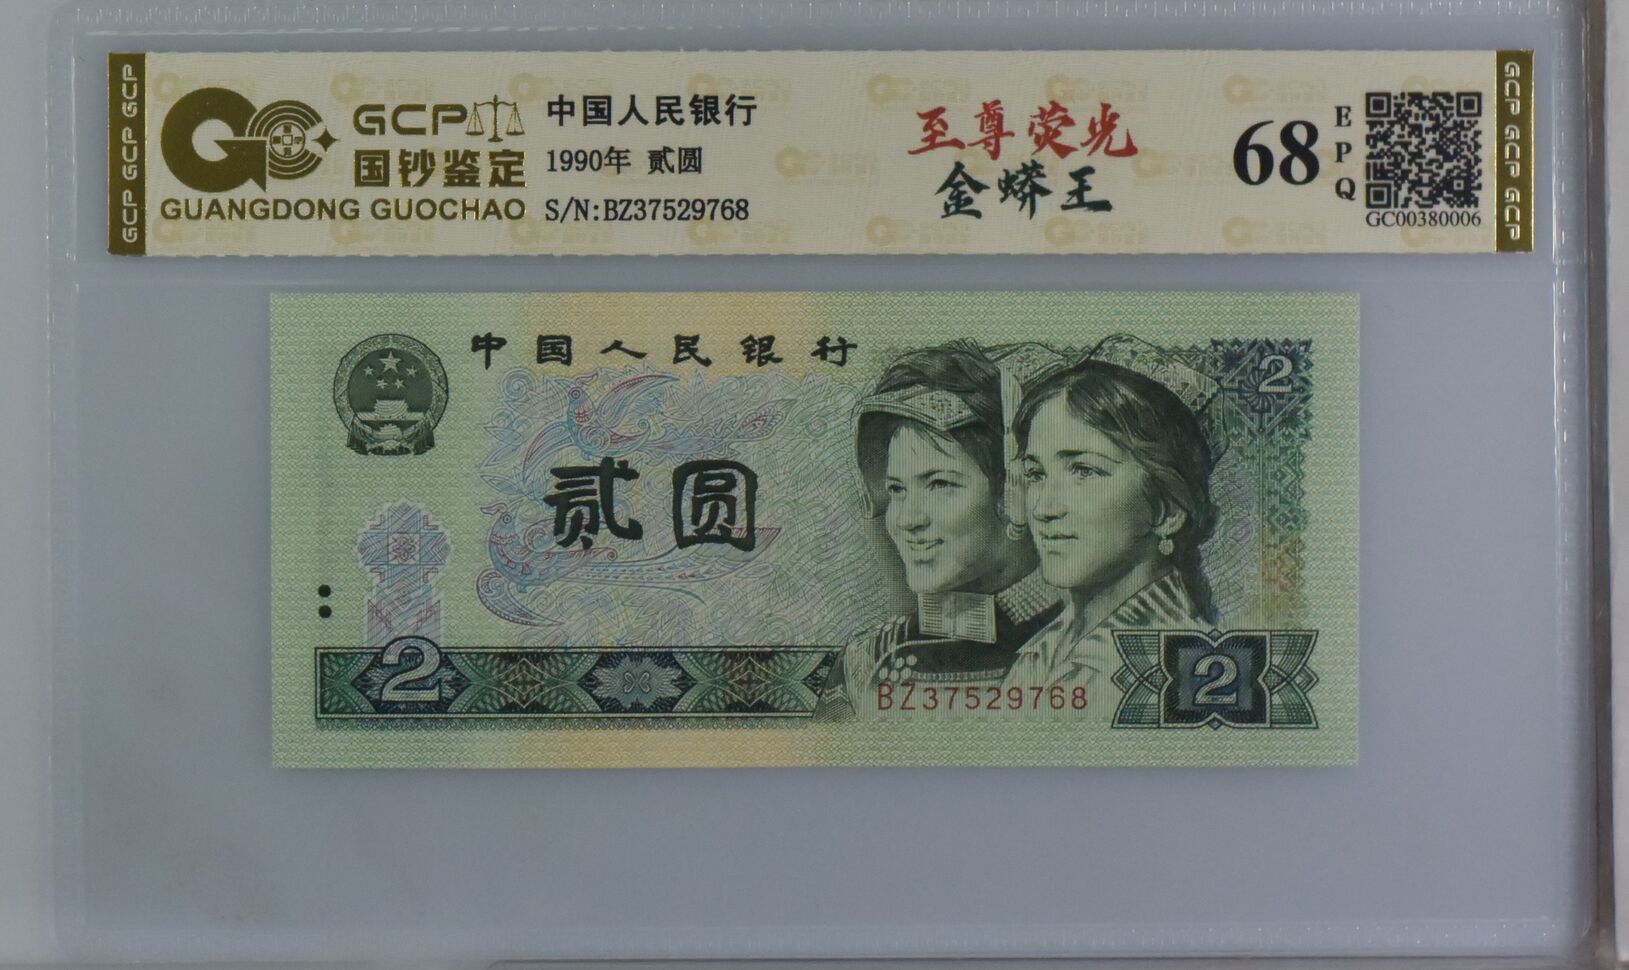 GCP GCP GCP
GCP
国钞鉴定
GUANGDONG GUOCHAO
中国人民银行
1990年 贰圆
S/N:BZ37529768
至尊荧光
金蟒王
68
EPQ
GC00380006
GCP GCP GCP
中国人民银行
2
贰圆
2
BZ37529768
2